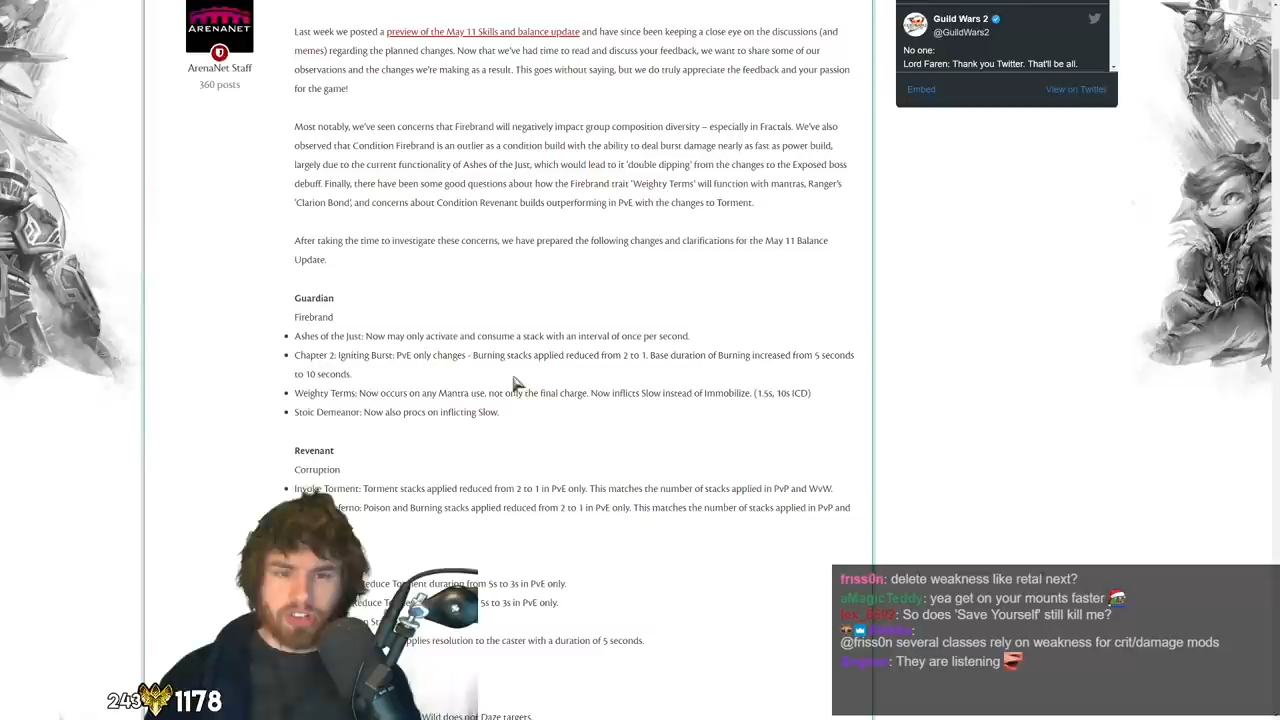 ARENANET
ArenaNet Staff
360 posts
Last week we posted a preview of the May 11 Skills and balance update and have since been keeping a close eye on the discussions (and
memes) regarding the planned changes. Now that we've had time to read and discuss your feedback, we want to share some of our
observations and the changes we're making as a result. This goes without saying, but we do truly appreciate the feedback and your passion
for the game!
Most notably, we've seen concerns that Firebrand will negatively impact group composition diversity – especially in Fractals. We've also
observed that Condition Firebrand is an outlier as a condition build with the ability to deal burst damage nearly as fast as power build,
largely due to the current functionality of Ashes of the Just, which would lead to it 'double dipping' from the changes to the Exposed boss
debuff. Finally, there have been some good questions about how the Firebrand trait 'Weighty Terms' will function with mantras, Ranger's
'Clarion Bond', and concerns about Condition Revenant builds outperforming in PvE with the changes to Torment.
After taking the time to investigate these concerns, we have prepared the following changes and clarifications for the May 11 Balance
Update.
Guardian
Firebrand
Ashes of the Just: Now may only activate and consume a stack with an interval of once per second.
Chapter 2: Igniting Burst: PvE only changes - Burning stacks applied reduced from 2 to 1. Base duration of Burning increased from 5 seconds
to 10 seconds.
Weighty Terms: Now occurs on any Mantra use, not only the final charge. Now inflicts Slow instead of Immobilize. (1.5s, 10s ICD)
Stoic Demeanor: Now also procs on inflicting Slow.
Revenant
Corruption
Invoke Torment: Torment stacks applied reduced from 2 to 1 in PvE only. This matches the number of stacks applied in PvP and WvW.
Poison and Burning stacks applied reduced from 2 to 1 in PvE only. This matches the number of stacks applied in PvP and
duration from 5s to 3s in PvE only.
5s to 3s in PvE only.
resolution to the caster with a duration of 5 seconds.
Wild does not Daze targets.
Guild Wars 2
@GuildWars2
No one:
Lord Faren: Thank you Twitter. That'll be all.
Embed
View on Twitter
friss0n: delete weakness like retal next?
aMagicTeddy: yea get on your mounts faster
So does 'Save Yourself' still kill me?
@friss0n several classes rely on weakness for crit/damage mods
They are listening
243
1178